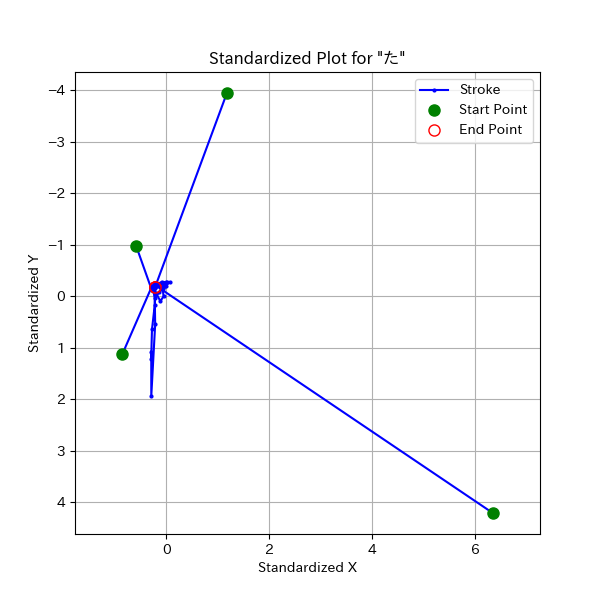 Standardized Plot for "た"
Stroke
Start Point
End Point
−4
−3
−2
−1
0
1
2
3
4
Standardized Y
0 2 4 6
Standardized X